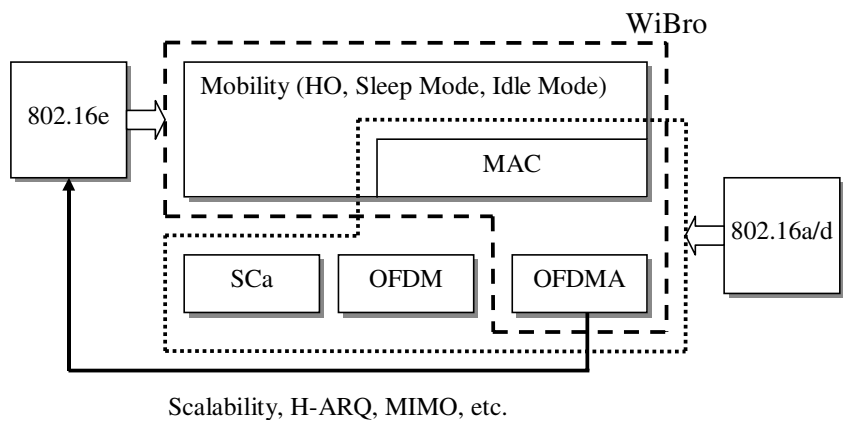 WiBro
Mobility (HO, Sleep Mode, Idle Mode)
802.16e
MAC
802.16a/d
SCa
OFDM
OFDMA
Scalability, H-ARQ, MIMO, etc.